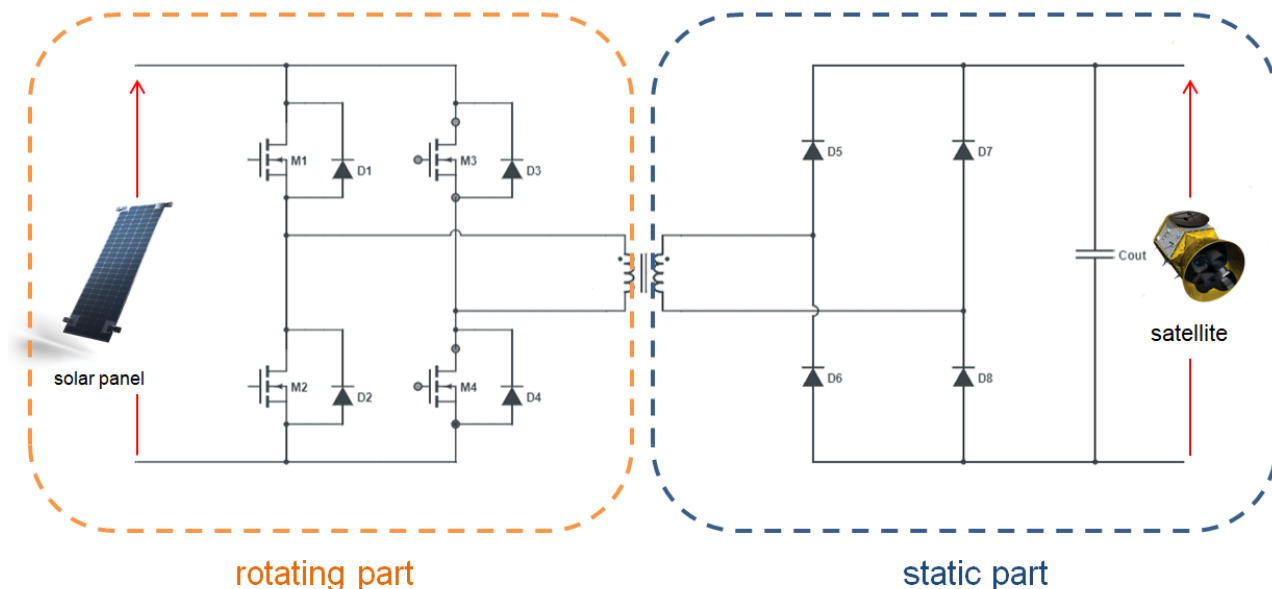 M1
D1
M3
D3
D5
D7
Cout
solar panel
satellite
M2
D2
M4
D4
D6
D8
rotating part
static part